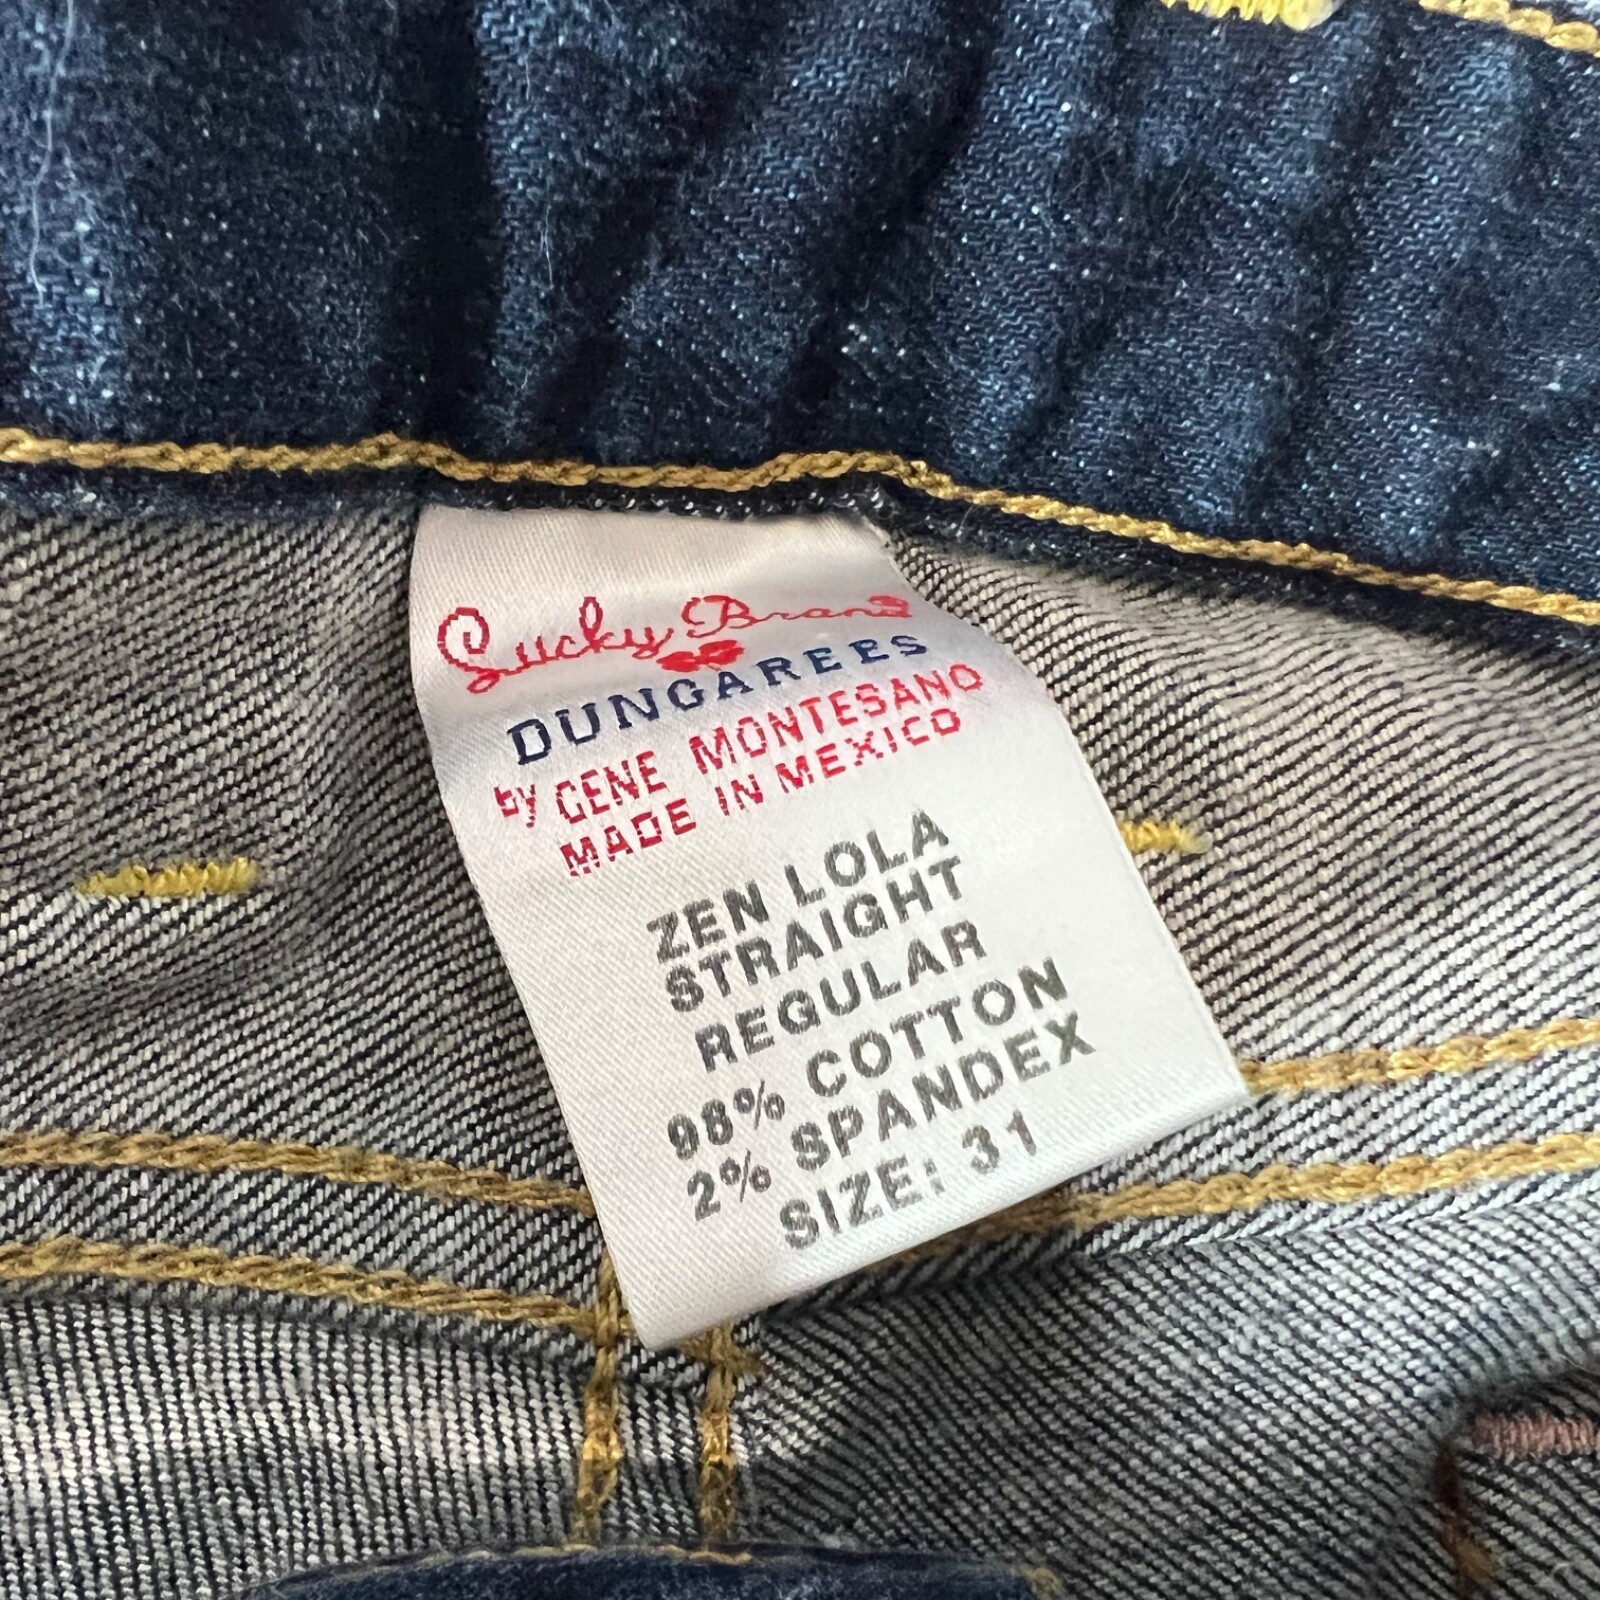 Lucky Brand
DUNGAREES
by GENE MONTESANO
MADE IN MEXICO
ZEN LOLA
STRAIGHT
REGULAR
98% COTTON
2% SPANDEX
SIZE: 31